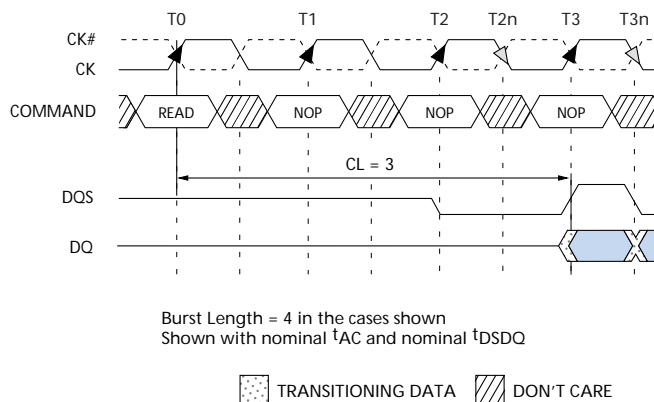 T0 T1 T2 T2n T3 T3n
CK#
CK
COMMAND READ NOP NOP NOP
CL = 3
DQS
DQ
Burst Length = 4 in the cases shown
Shown with nominal tAC and nominal tDSDQ
TRANSITIONING DATA DON'T CARE